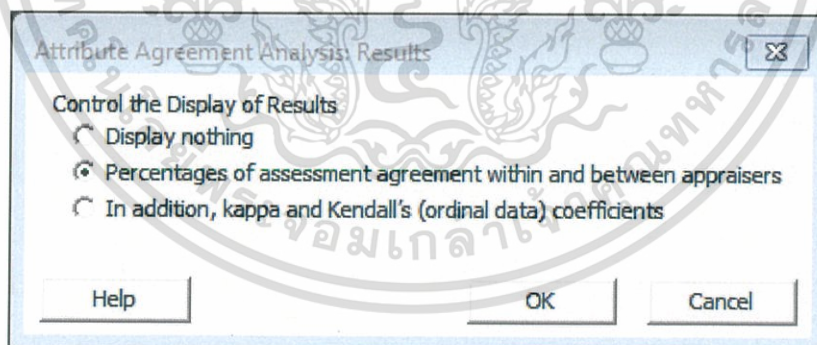 Attribute Agreement Analysis: Results
Control the Display of Results
Display nothing
Percentages of assessment agreement within and between appraisers
In addition, kappa and Kendall's (ordinal data) coefficients
Help
OK
Cancel